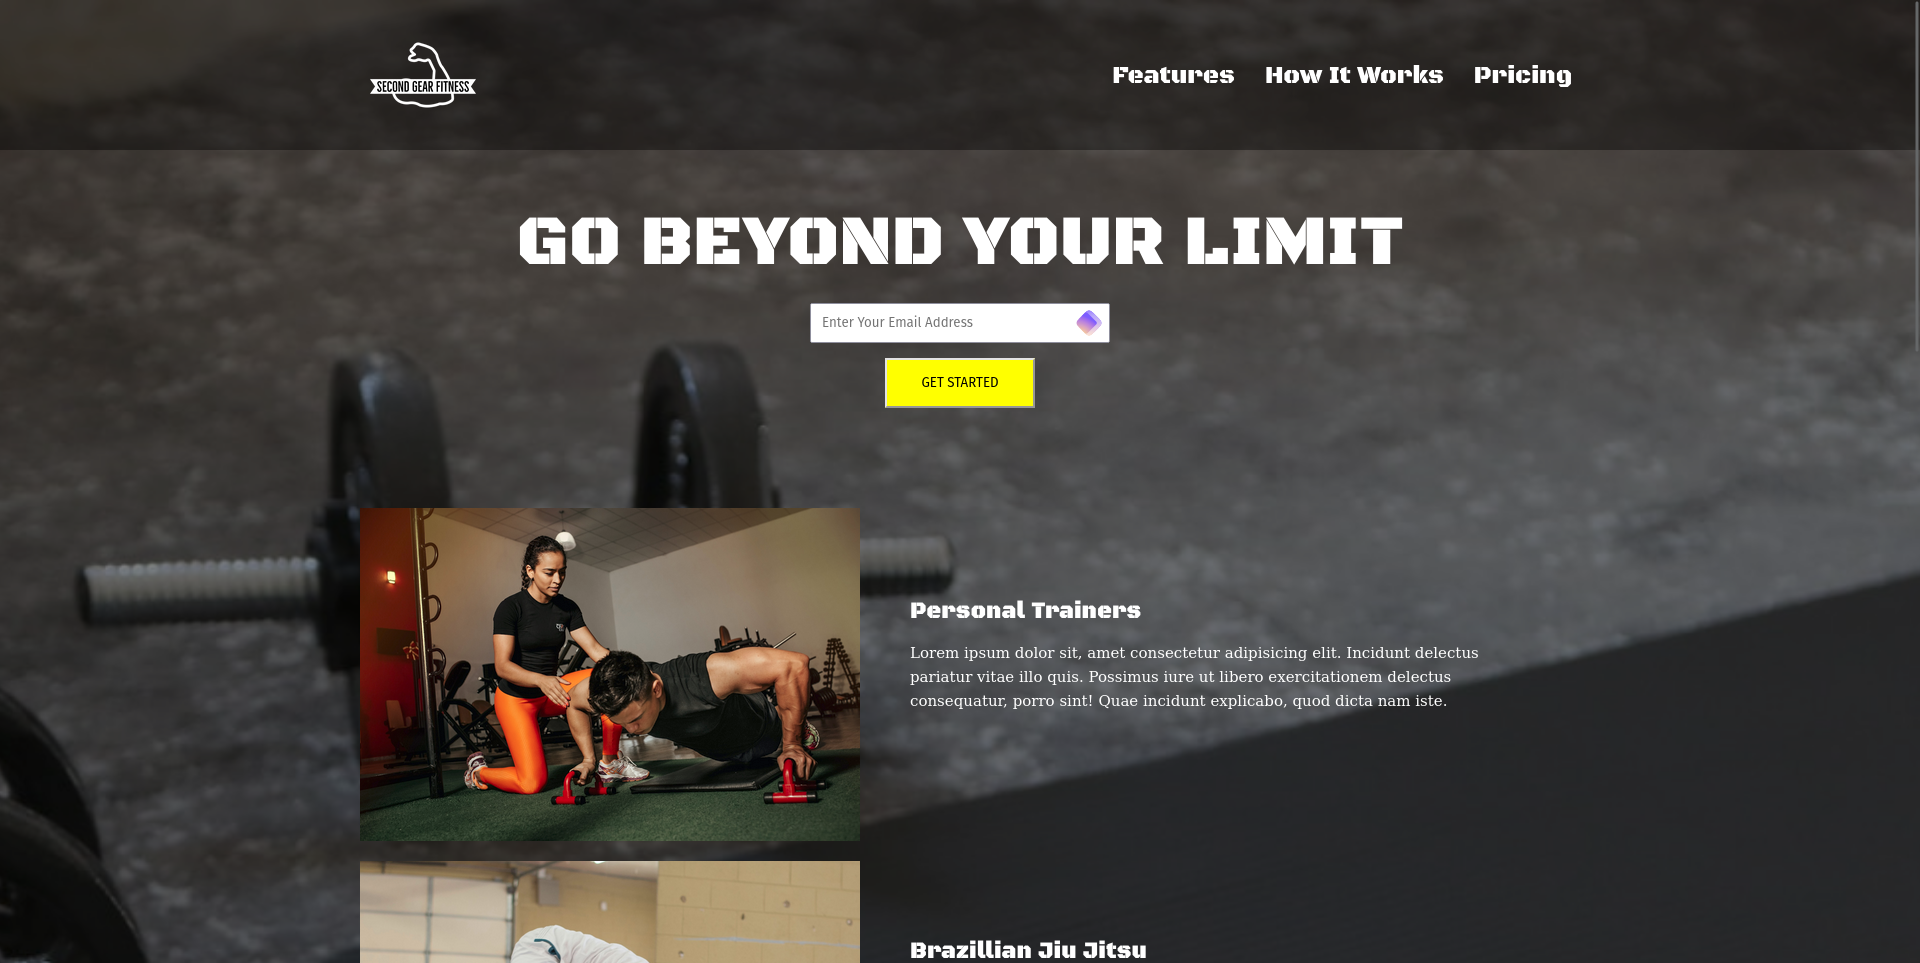 SECOND GEAR FITNESS
Features How It Works Pricing
GO BEYOND YOUR LIMIT
Enter Your Email Address
GET STARTED
Personal Trainers
Lorem ipsum dolor sit, amet consectetur adipisicing elit. Incidunt delectus
pariatur vitae illo quis. Possimus iure ut libero exercitationem delectus
consequatur, porro sint! Quae incidunt explicabo, quod dicta nam iste.
Brazillian Jiu Jitsu